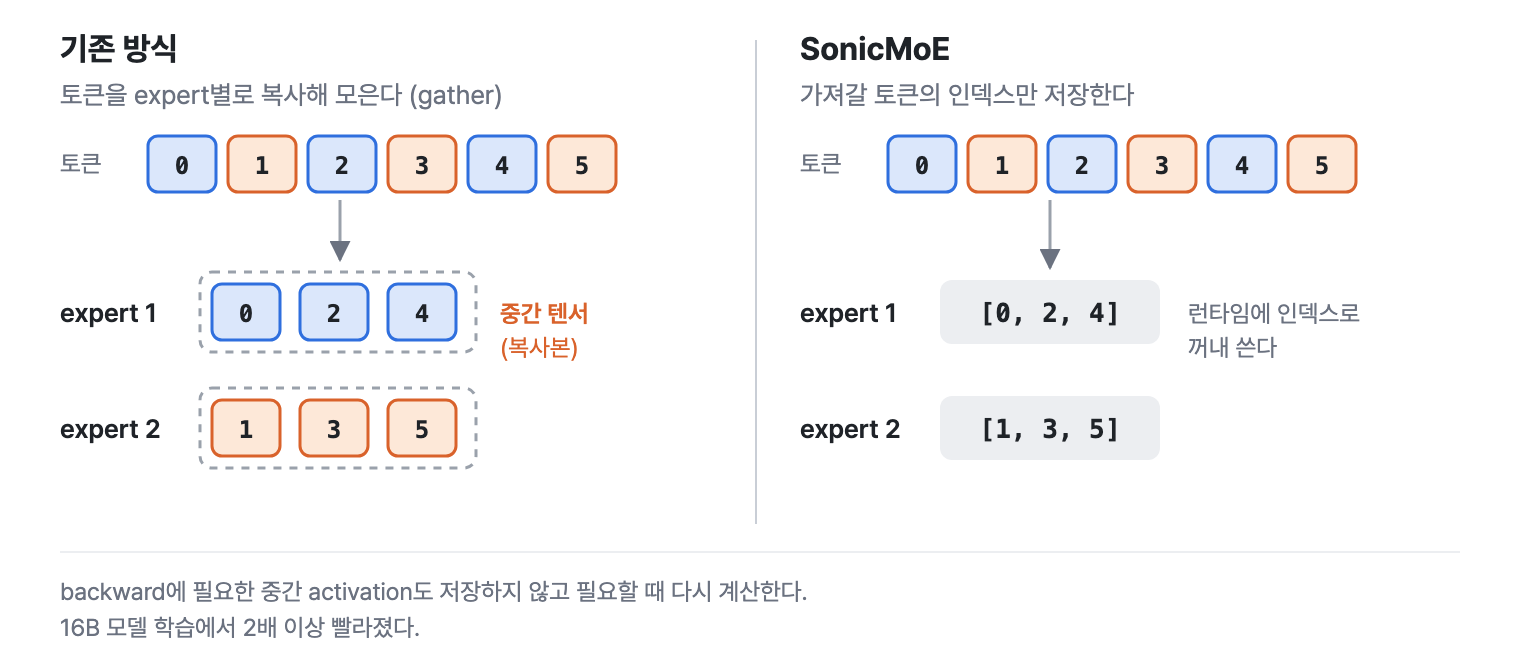 기존 방식
토큰을 expert별로 복사해 모은다 (gather)
토큰 0 1 2 3 4 5
expert 1 0 2 4
중간 텐서
(복사본)
expert 2 1 3 5
SonicMoE
가져갈 토큰의 인덱스만 저장한다
토큰 0 1 2 3 4 5
expert 1 [0, 2, 4]
런타임에 인덱스로
꺼내 쓴다
expert 2 [1, 3, 5]
backward에 필요한 중간 activation도 저장하지 않고 필요할 때 다시 계산한다.
16B 모델 학습에서 2배 이상 빨라졌다.